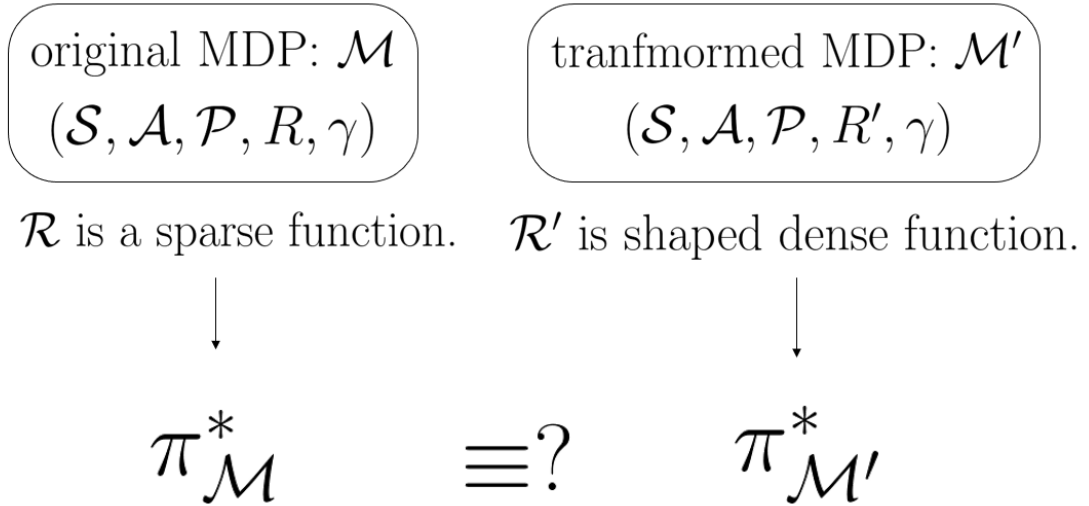 original MDP: ℳ
tranfmormed MDP: ℳ′
(𝒮, 𝒜, 𝒫, R, γ)
(𝒮, 𝒜, 𝒫, R′, γ)
ℛ is a sparse function.
ℛ′ is shaped dense function.
π*ℳ
≡?
π*ℳ′